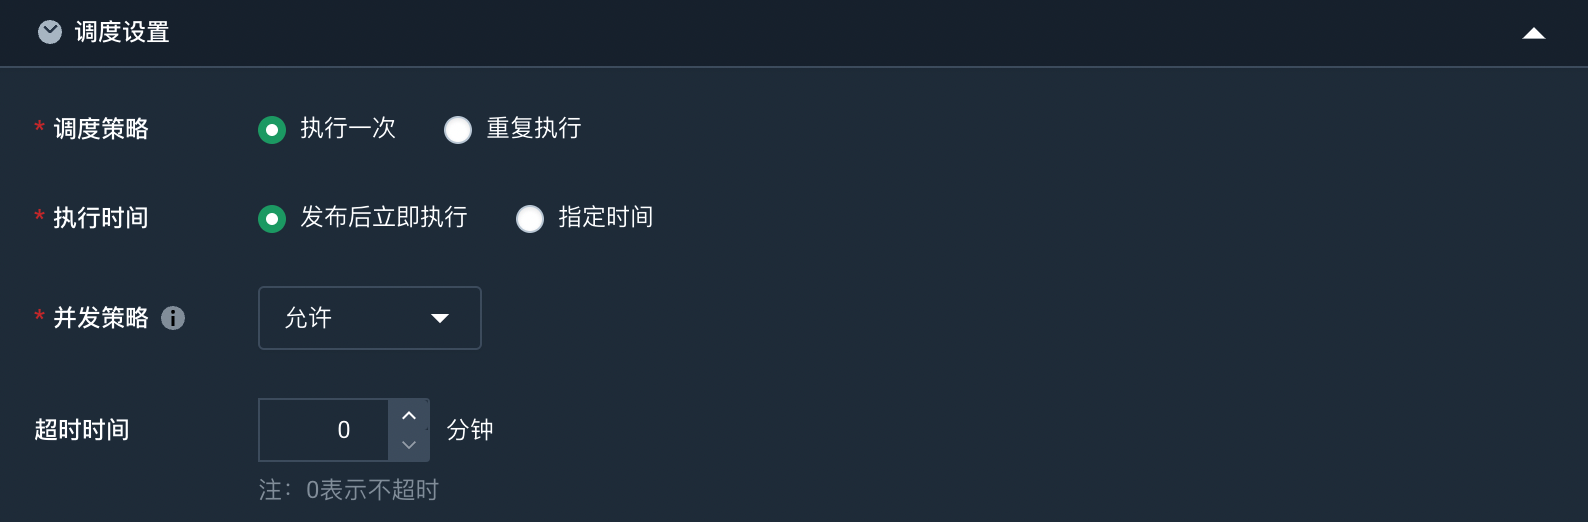 调度设置
* 调度策略 执行一次 重复执行
* 执行时间 发布后立即执行 指定时间
* 并发策略 允许
超时时间 0 分钟
注：0表示不超时